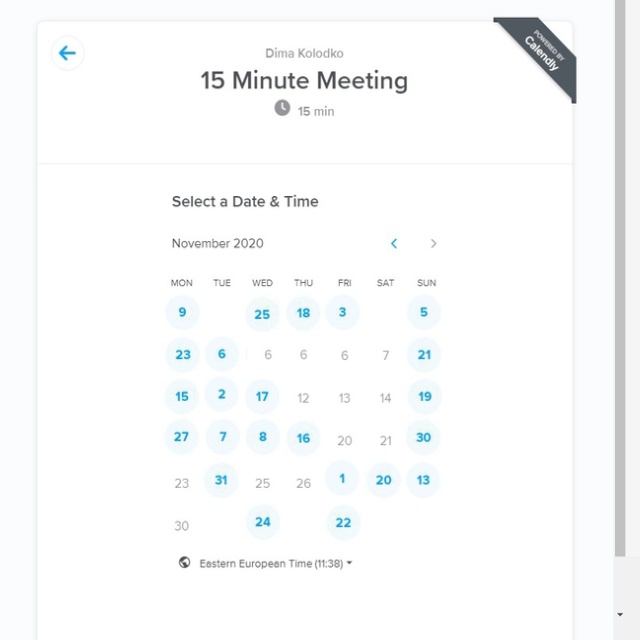 POWERED BY
Calendly
Dima Kolodko
15 Minute Meeting
15 min
Select a Date & Time
November 2020
MON TUE WED THU FRI SAT SUN
9 25 18 3 5
23 6 6 6 6 7 21
15 2 17 12 13 14 19
27 7 8 16 20 21 30
23 31 25 26 1 20 13
30 24 22
Eastern European Time (11:38)